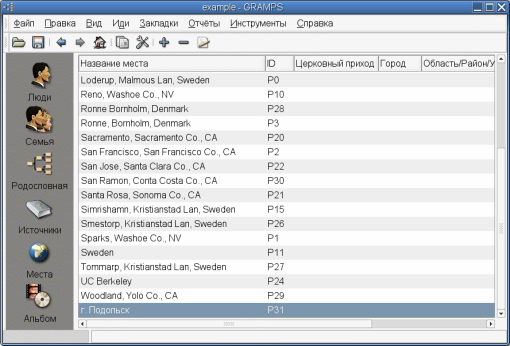 example - GRAMPS
Файл Правка Вид Иди Закладки Отчёты Инструменты Справка
Люди
Семья
Родословная
Источники
Места
Альбом
Название места ID Церковный приход Город Область/Район/У
Loderup, Malmous Lan, Sweden P0
Reno, Washoe Co., NV P10
Ronne Bornholm, Denmark P28
Ronne, Bornholm, Denmark P3
Sacramento, Sacramento Co., CA P20
San Francisco, San Francisco Co., CA P2
San Jose, Santa Clara Co., CA P22
San Ramon, Conta Costa Co., CA P30
Santa Rosa, Sonoma Co., CA P21
Simrishamn, Kristianstad Lan, Sweden P15
Smestorp, Kristianstad Lan, Sweden P26
Sparks, Washoe Co., NV P1
Sweden P11
Tommarp, Kristianstad Lan, Sweden P27
UC Berkeley P24
Woodland, Yolo Co., CA P29
г. Подольск P31